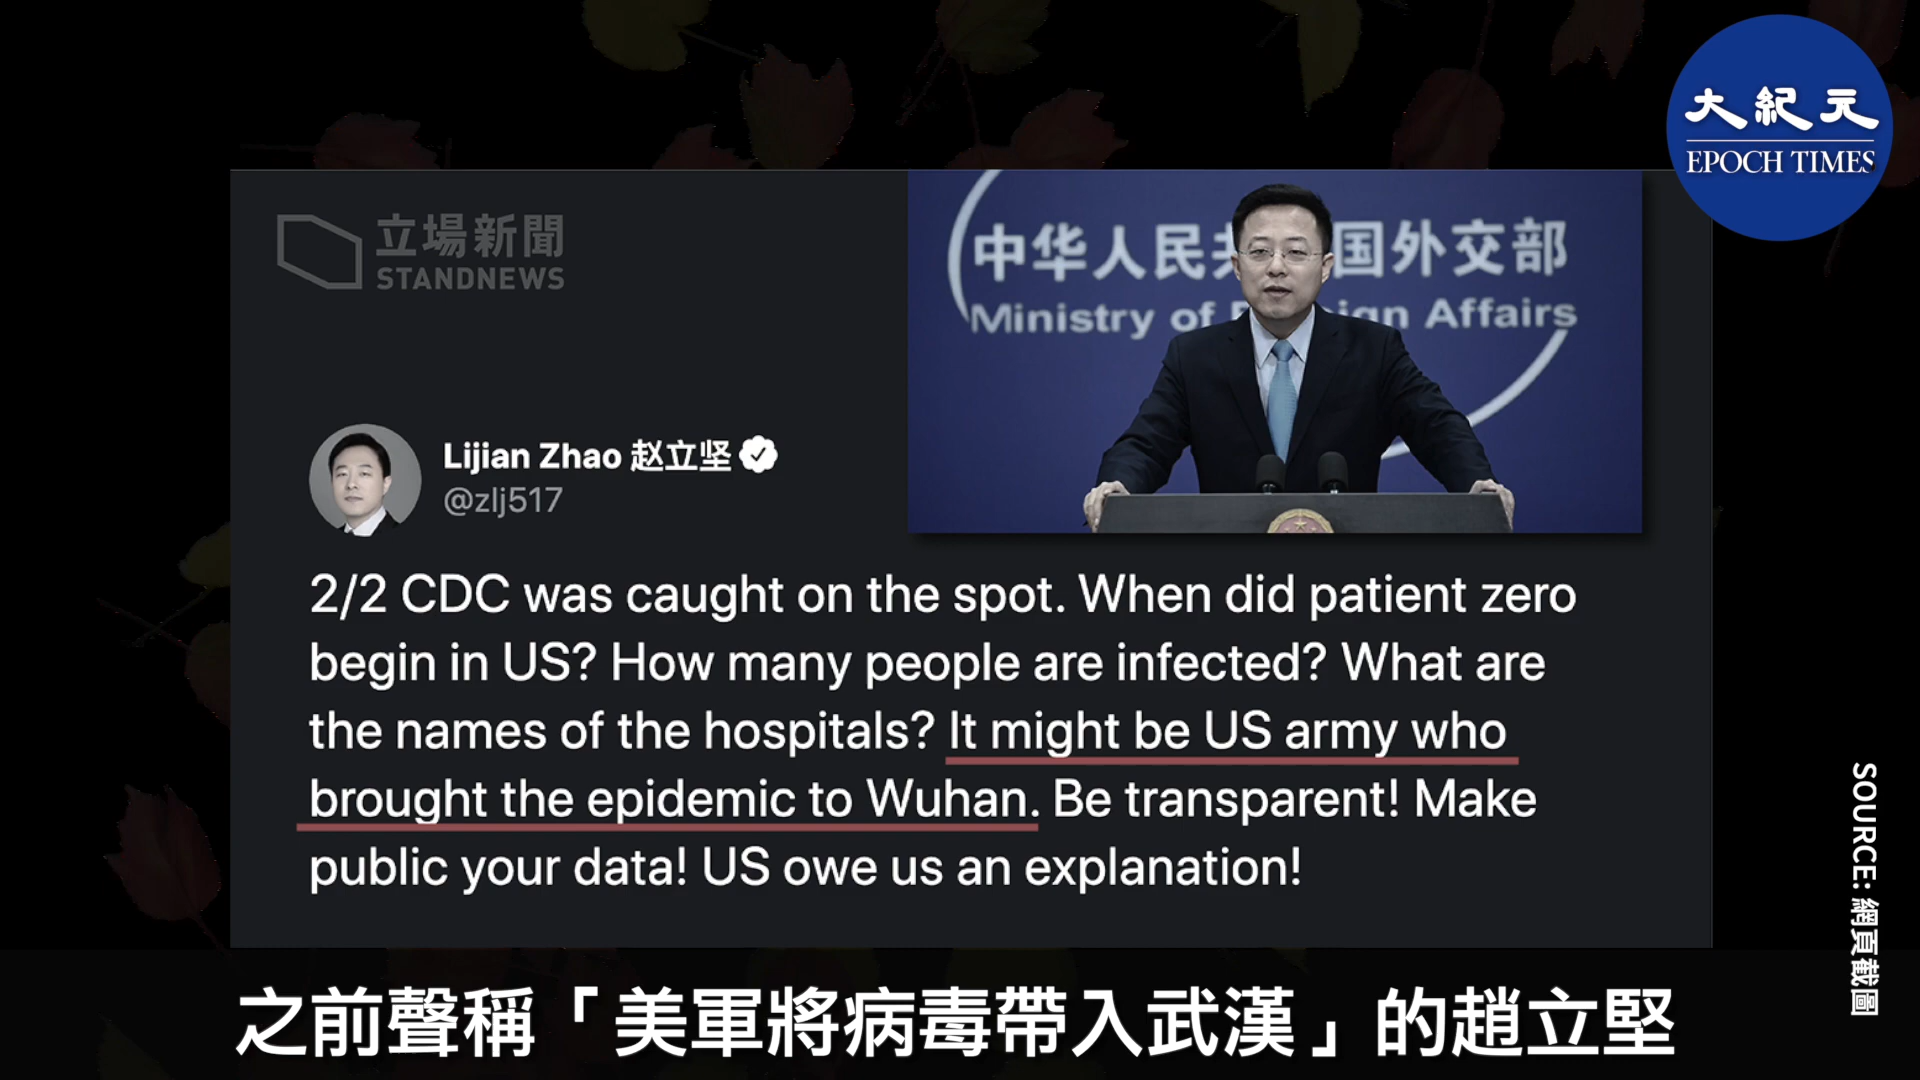 大紀元
EPOCH TIMES
立場新聞
STANDNEWS
中华人民共 国外交部
Ministry of F ign Affairs
Lijian Zhao 赵立坚
@zlj517
2/2 CDC was caught on the spot. When did patient zero
begin in US? How many people are infected? What are
the names of the hospitals? It might be US army who
brought the epidemic to Wuhan. Be transparent! Make
public your data! US owe us an explanation!
SOURCE: 網頁截圖
之前聲稱「美軍將病毒帶入武漢」的趙立堅